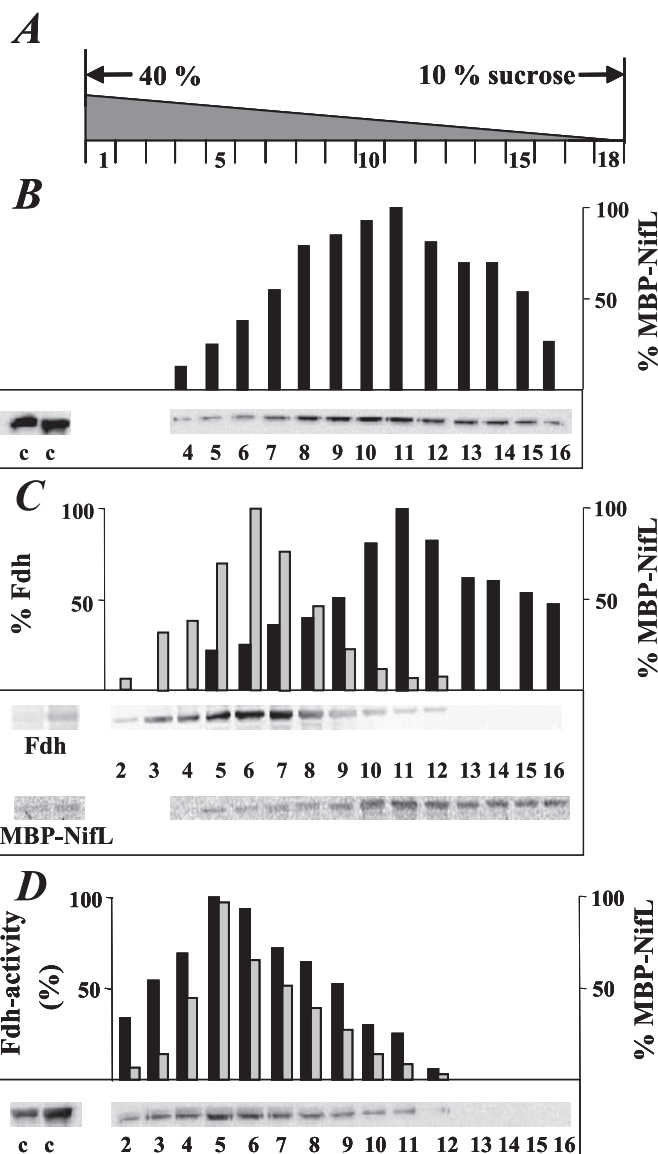 A
40 %
10 % sucrose
1 5 10 15 18
B
100
50
% MBP-NifL
c c 4 5 6 7 8 9 10 11 12 13 14 15 16
C
100
50
% Fdh
100
50
% MBP-NifL
Fdh
2 3 4 5 6 7 8 9 10 11 12 13 14 15 16
MBP-NifL
D
100
50
Fdh-activity
(%)
100
50
% MBP-NifL
c c 2 3 4 5 6 7 8 9 10 11 12 13 14 15 16